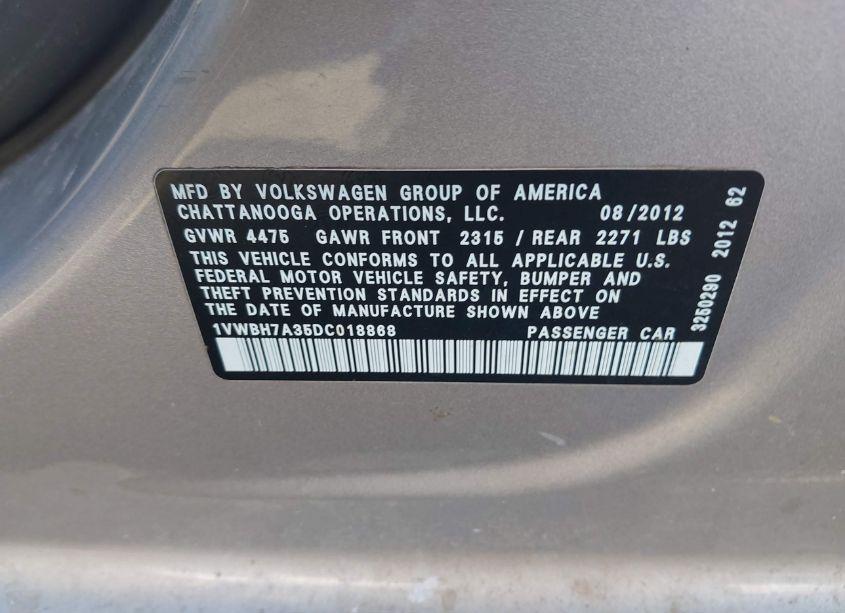 MFD BY VOLKSWAGEN GROUP OF AMERICA
CHATTANOOGA OPERATIONS, LLC. 08/2012
GVWR 4475 GAWR FRONT 2315 / REAR 2271 LBS
THIS VEHICLE CONFORMS TO ALL APPLICABLE U.S.
FEDERAL MOTOR VEHICLE SAFETY, BUMPER AND
THEFT PREVENTION STANDARDS IN EFFECT ON
THE DATE OF MANUFACTURE SHOWN ABOVE
1VWBH7A35DC018868 PASSENGER CAR
3250290 2012 62